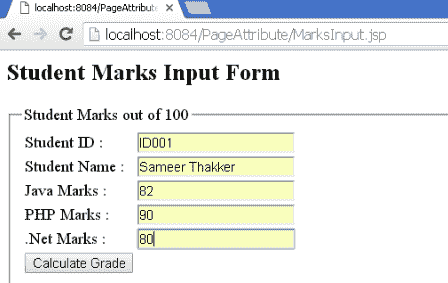 localhost:8084/PageAttribut
localhost:8084/PageAttribute/MarksInput.jsp
Student Marks Input Form
Student Marks out of 100
Student ID : ID001
Student Name : Sameer Thakker
Java Marks : 82
PHP Marks : 90
.Net Marks : 80
Calculate Grade